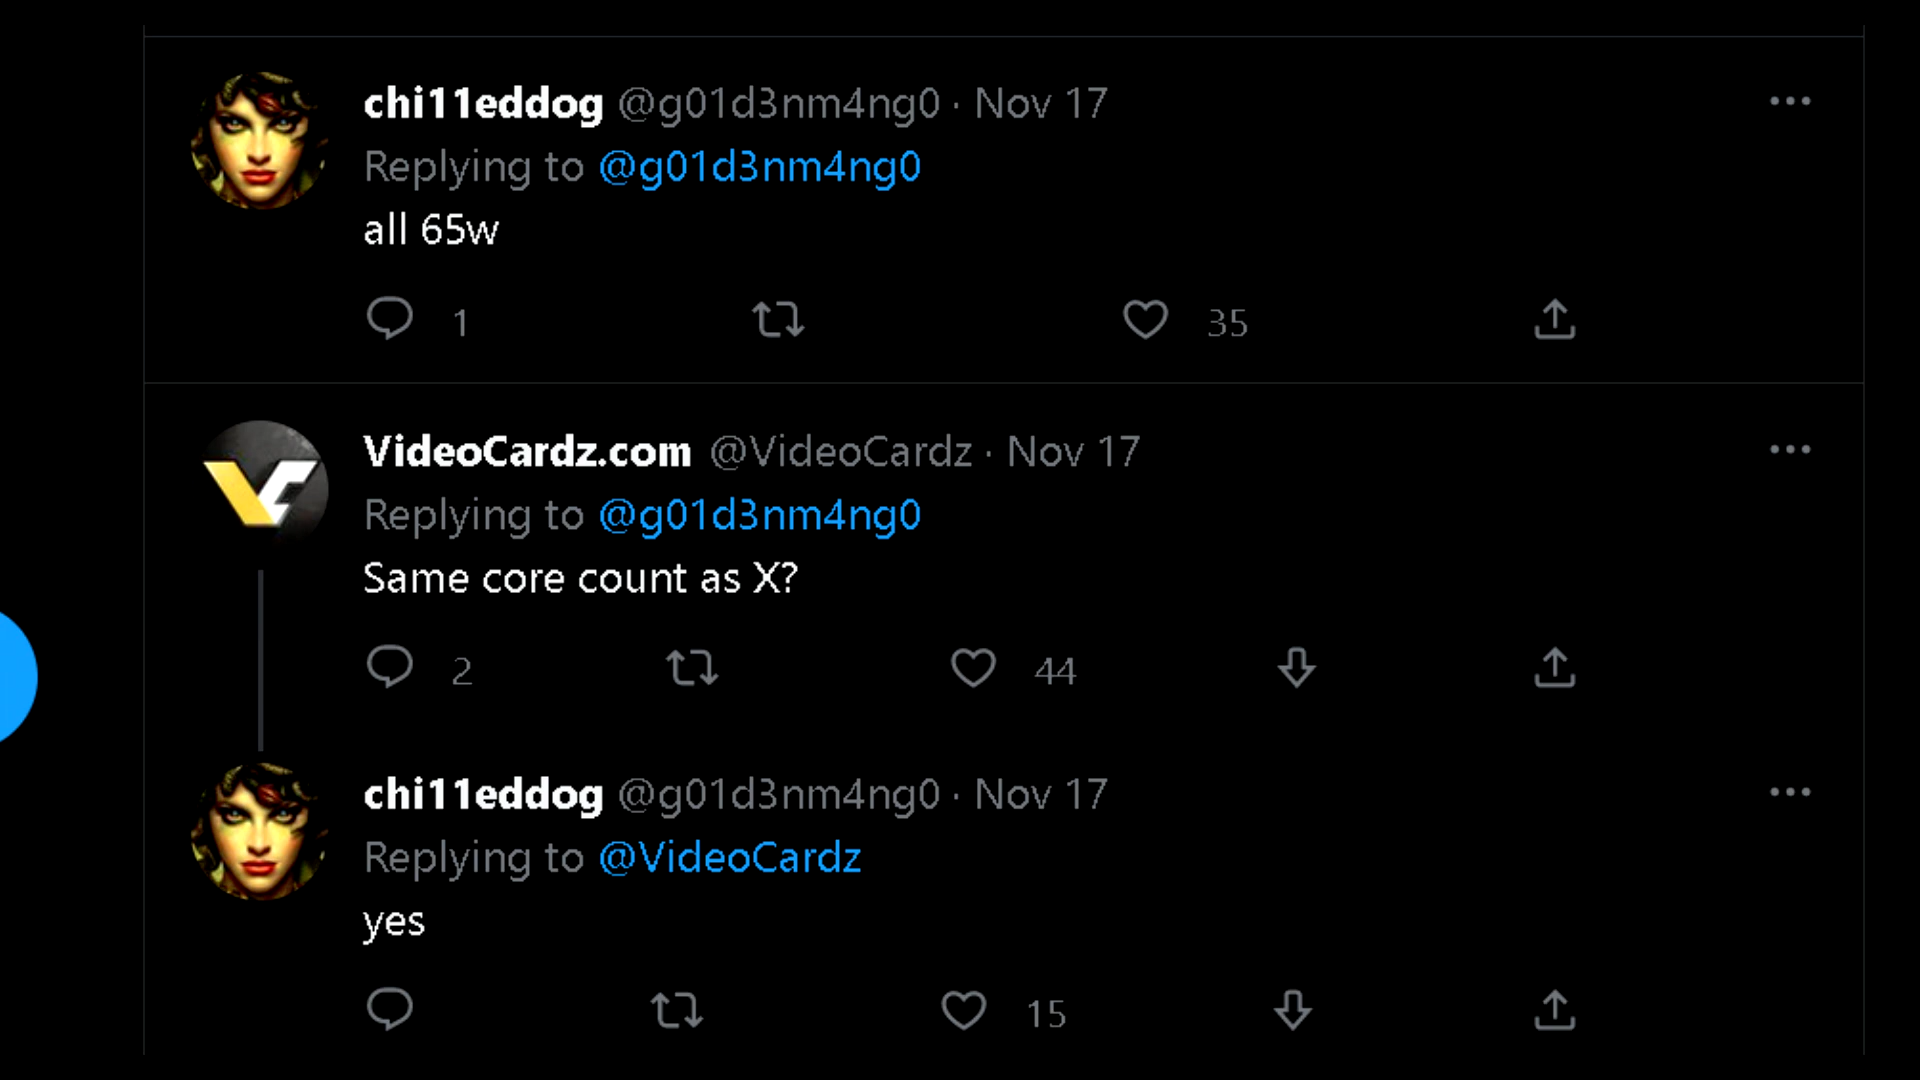 chi11eddog @g01d3nm4ng0 · Nov 17
Replying to @g01d3nm4ng0
all 65w
1 35
VideoCardz.com @VideoCardz · Nov 17
Replying to @g01d3nm4ng0
Same core count as X?
2 44
chi11eddog @g01d3nm4ng0 · Nov 17
Replying to @VideoCardz
yes
15